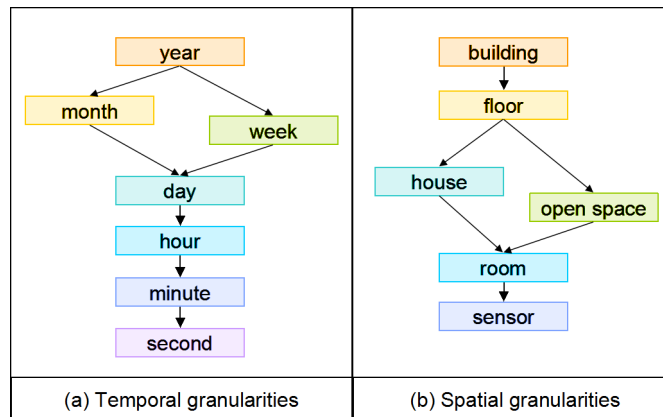 year
month
week
day
hour
minute
second
(a) Temporal granularities
building
floor
house
open space
room
sensor
(b) Spatial granularities